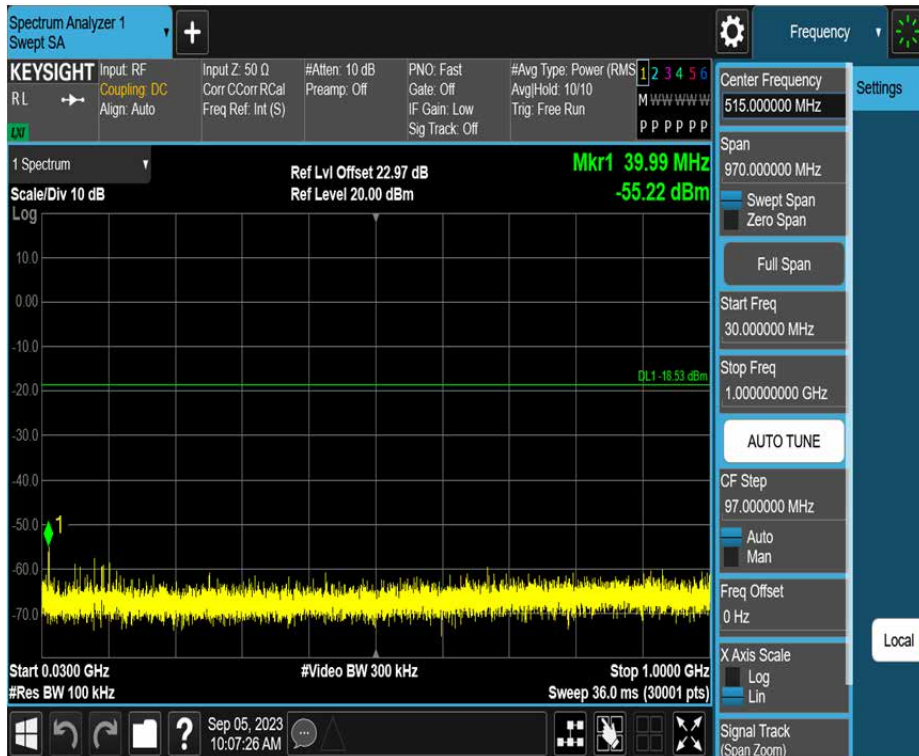 Spectrum Analyzer 1
Swept SA
+
Frequency
KEYSIGHT
Input: RF
Input Z: 50 Ω
#Atten: 10 dB
PNO: Fast
#Avg Type: Power (RMS
1 2 3 4 5 6
R L
Coupling: DC
Corr CCorr RCal
Preamp: Off
Gate: Off
Avg|Hold: 10/10
M W W W W W
Align: Auto
Freq Ref: Int (S)
IF Gain: Low
Trig: Free Run
Sig Track: Off
P P P P P P
LXI
1 Spectrum
Ref Lvl Offset 22.97 dB
Mkr1 39.99 MHz
Scale/Div 10 dB
Ref Level 20.00 dBm
-55.22 dBm
Log
10.0
0.00
-10.0
DL1 -18.53 dBm
-20.0
-30.0
-40.0
-50.0
1
-60.0
-70.0
Start 0.0300 GHz
#Video BW 300 kHz
Stop 1.0000 GHz
#Res BW 100 kHz
Sweep 36.0 ms (30001 pts)
?
Sep 05, 2023
10:07:26 AM
Center Frequency
515.000000 MHz
Span
970.000000 MHz
Swept Span
Zero Span
Full Span
Start Freq
30.000000 MHz
Stop Freq
1.000000000 GHz
AUTO TUNE
CF Step
97.000000 MHz
Auto
Man
Freq Offset
0 Hz
X Axis Scale
Log
Lin
Signal Track
(Span Zoom)
Settings
Local